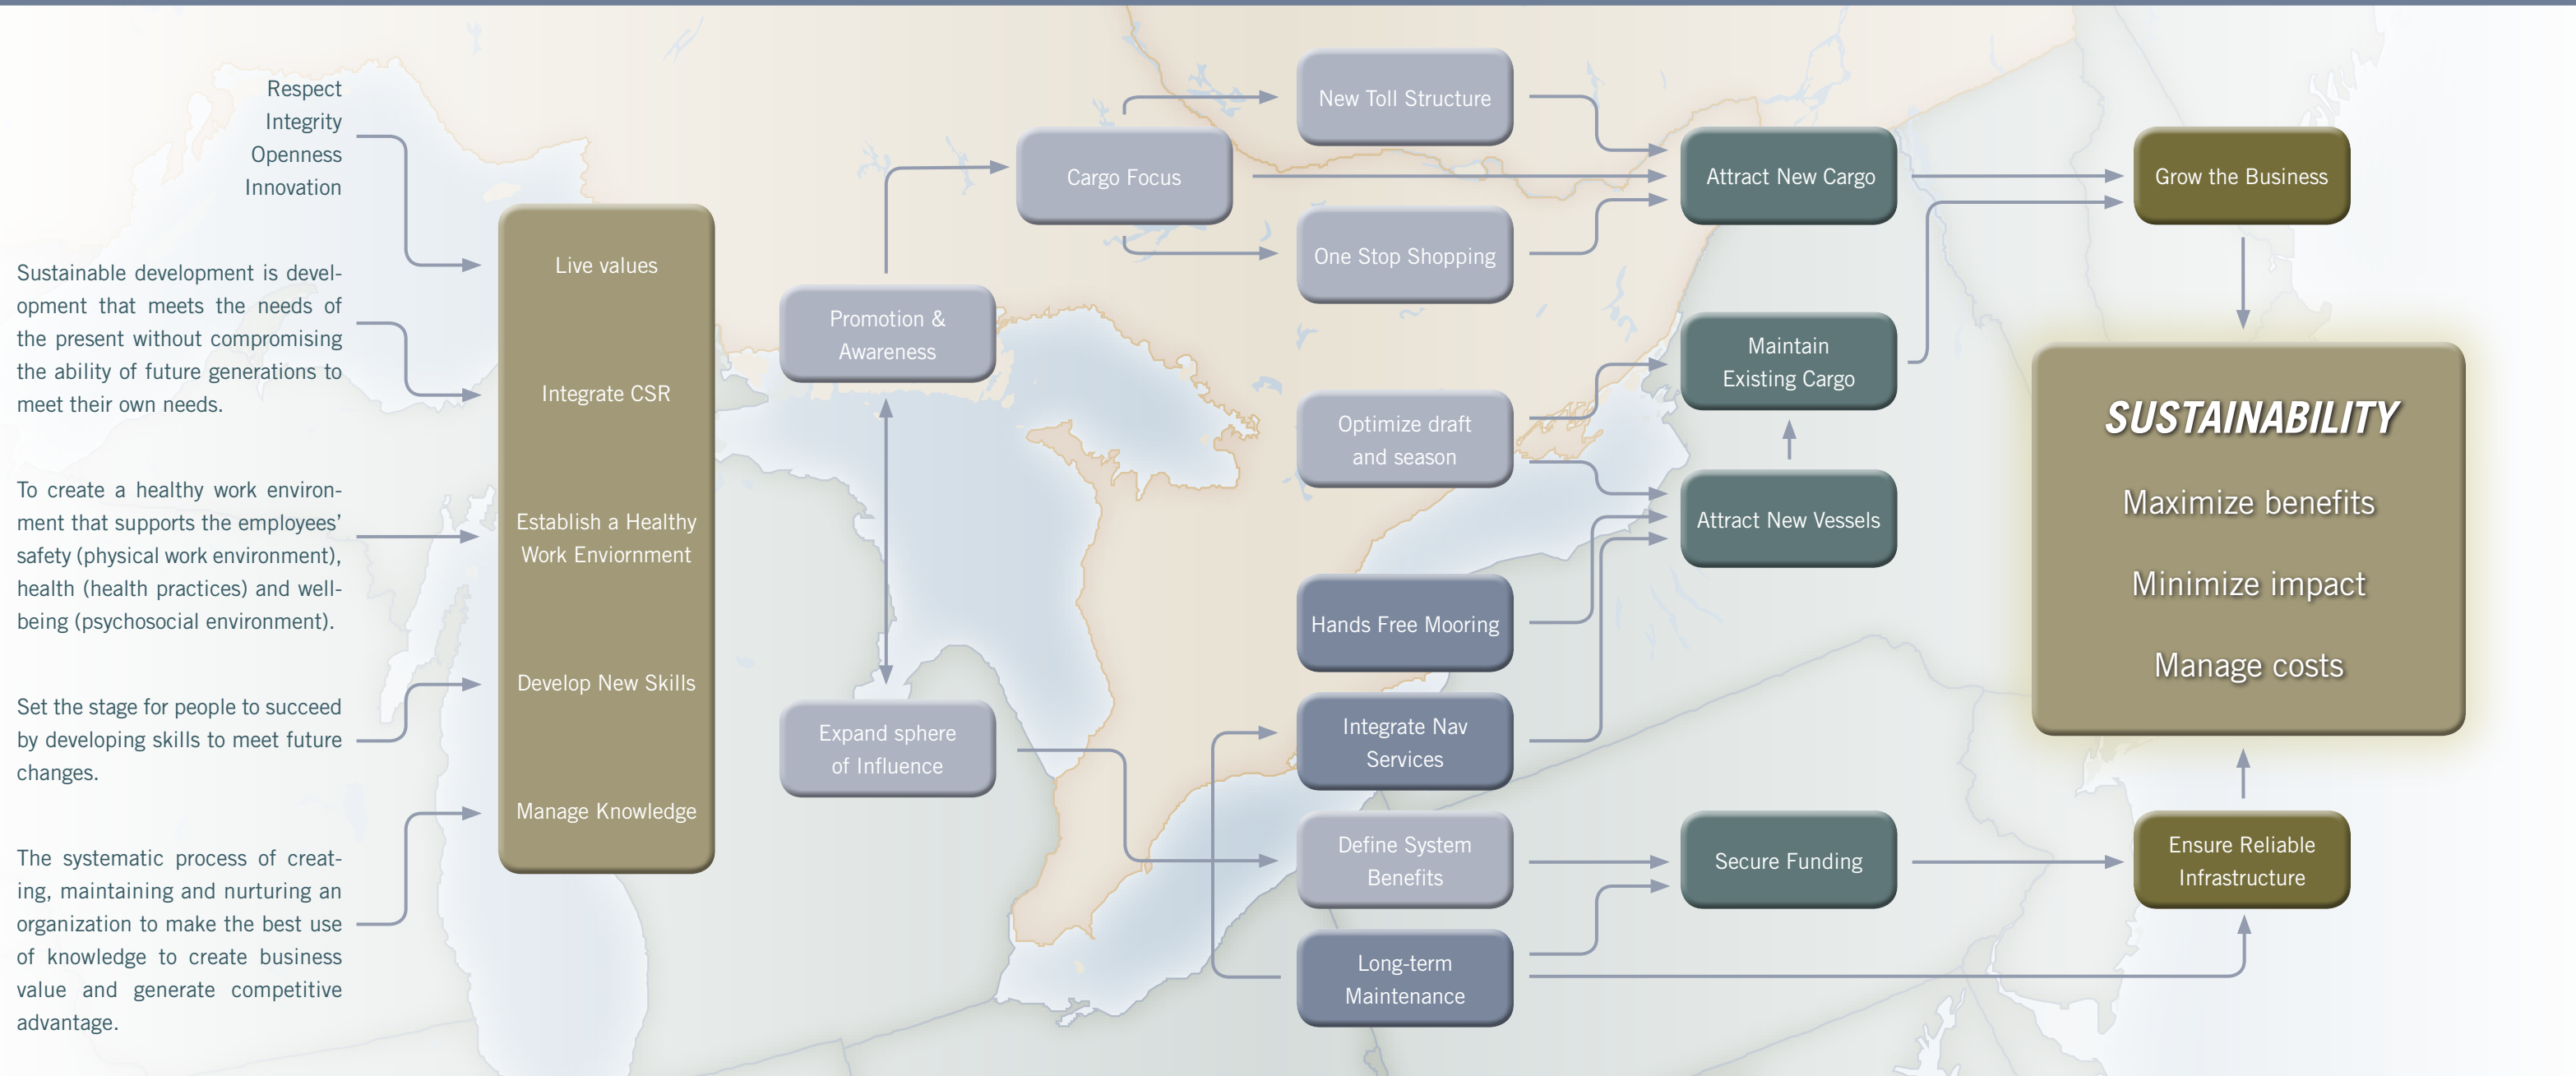 Respect
Integrity
Openness
Innovation
Sustainable development is devel-
opment that meets the needs of
the present without compromising
the ability of future generations to
meet their own needs.
To create a healthy work environ-
ment that supports the employees’
safety (physical work environment),
health (health practices) and well-
being (psychosocial environment).
Set the stage for people to succeed
by developing skills to meet future
changes.
The systematic process of creat-
ing, maintaining and nurturing an
organization to make the best use
of knowledge to create business
value and generate competitive
advantage.
Live values
Integrate CSR
Establish a Healthy
Work Enviornment
Develop New Skills
Manage Knowledge
Promotion &
Awareness
Expand sphere
of Influence
Cargo Focus
New Toll Structure
One Stop Shopping
Optimize draft
and season
Hands Free Mooring
Integrate Nav
Services
Define System
Benefits
Long-term
Maintenance
Attract New Cargo
Maintain
Existing Cargo
Attract New Vessels
Secure Funding
Grow the Business
SUSTAINABILITY
Maximize benefits
Minimize impact
Manage costs
Ensure Reliable
Infrastructure